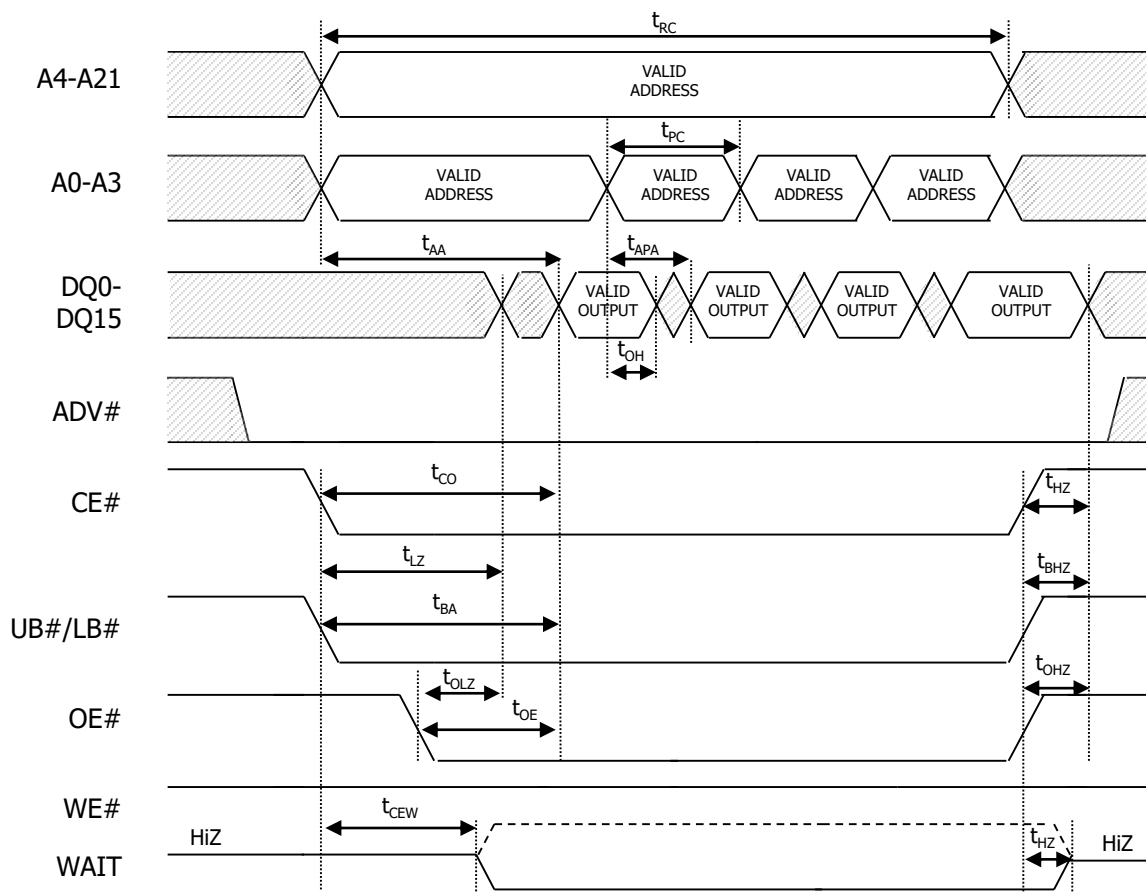 tRC
A4-A21
VALID
ADDRESS
tPC
A0-A3
VALID
ADDRESS
VALID
ADDRESS
VALID
ADDRESS
VALID
ADDRESS
tAA
tAPA
DQ0-
DQ15
VALID
OUTPUT
VALID
OUTPUT
VALID
OUTPUT
VALID
OUTPUT
tOH
ADV#
tCO
tHZ
CE#
tLZ
tBHZ
tBA
UB#/LB#
tOLZ
tOHZ
tOE
OE#
WE#
tCEW
HiZ
tHZ
HiZ
WAIT